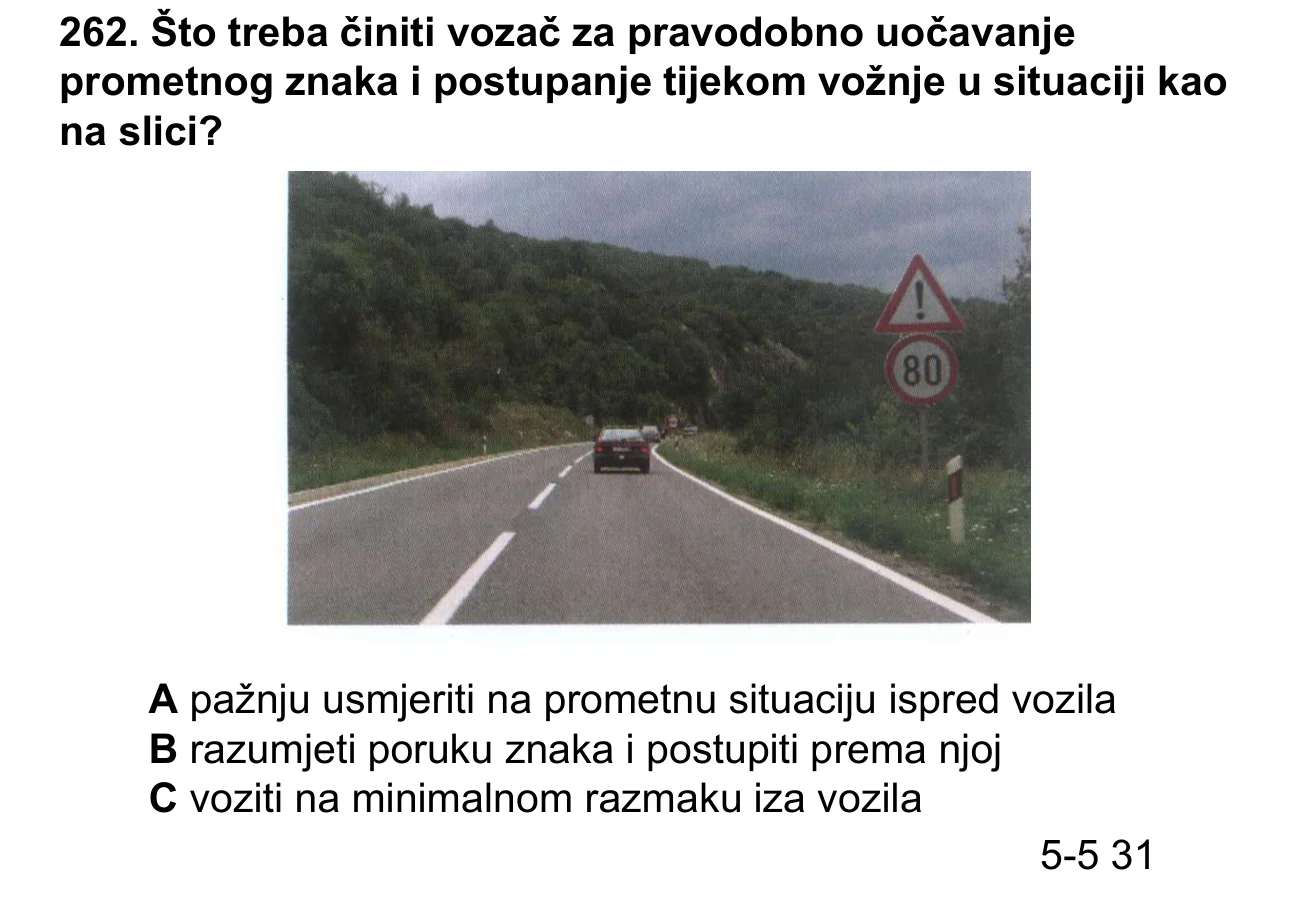 262. Što treba činiti vozač za pravodobno uočavanje
prometnog znaka i postupanje tijekom vožnje u situaciji kao
na slici?
!
80
A pažnju usmjeriti na prometnu situaciju ispred vozila
B razumjeti poruku znaka i postupiti prema njoj
C voziti na minimalnom razmaku iza vozila
5-5 31